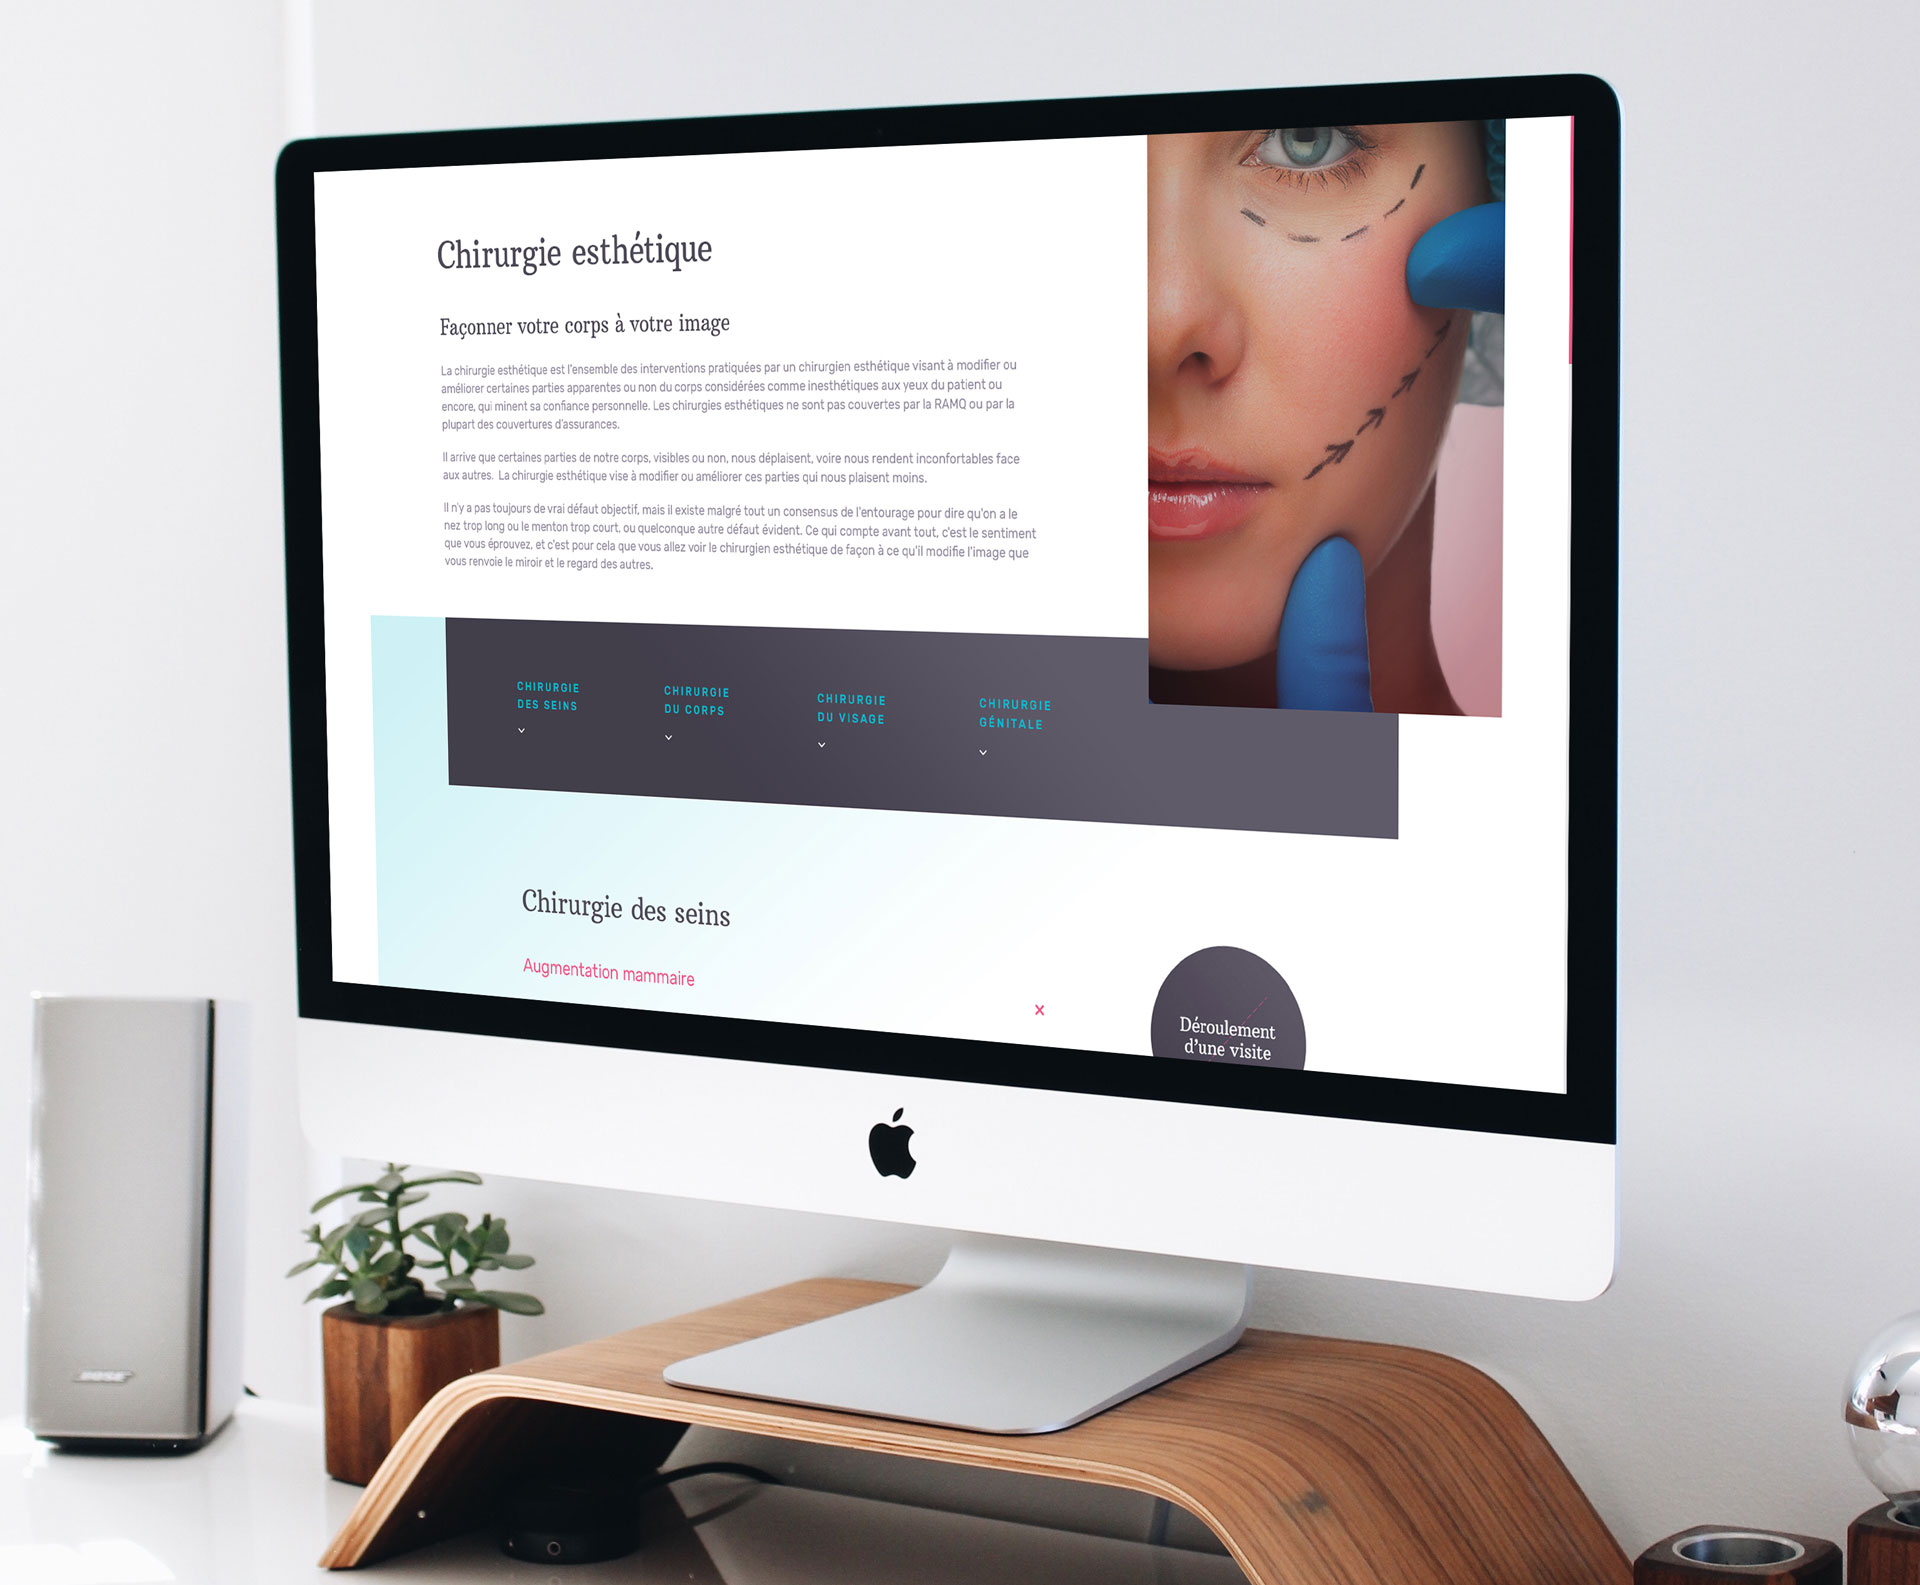 Chirurgie esthétique
Façonner votre corps à votre image
La chirurgie esthétique est l'ensemble des interventions pratiquées par un chirurgien esthétique visant à modifier ou
améliorer certaines parties apparentes ou non du corps considérées comme inesthétiques aux yeux du patient ou
encore, qui minent sa confiance personnelle. Les chirurgies esthétiques ne sont pas couvertes par la RAMQ ou par la
plupart des couvertures d'assurances.
Il arrive que certaines parties de notre corps, visibles ou non, nous déplaisent, voire nous rendent inconfortables face
aux autres. La chirurgie esthétique vise à modifier ou améliorer ces parties qui nous plaisent moins.
Il n'y a pas toujours de vrai défaut objectif, mais il existe malgré tout un consensus de l'entourage pour dire qu'on a le
nez trop long ou le menton trop court, ou quelconque autre défaut évident. Ce qui compte avant tout, c'est le sentiment
que vous éprouvez, et c'est pour cela que vous allez voir le chirurgien esthétique de façon à ce qu'il modifie l'image que
vous renvoie le miroir et le regard des autres.
CHIRURGIE
DES SEINS
CHIRURGIE
DU CORPS
CHIRURGIE
DU VISAGE
CHIRURGIE
GÉNITALE
Chirurgie des seins
Augmentation mammaire
Déroulement
d'une visite
BOSE